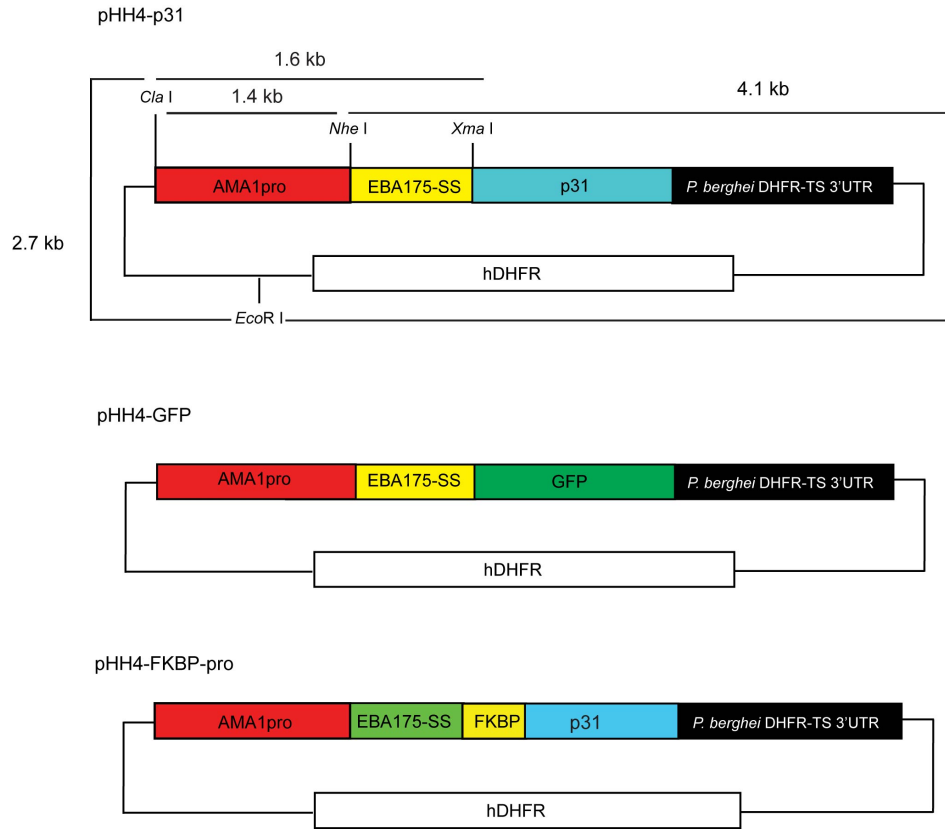 pHH4-p31
1.6 kb
4.1 kb
Cla I
1.4 kb
Nhe I
Xma I
AMA1pro
EBA175-SS
p31
P. berghei DHFR-TS 3'UTR
2.7 kb
hDHFR
EcoR I
pHH4-GFP
AMA1pro
EBA175-SS
GFP
P. berghei DHFR-TS 3'UTR
hDHFR
pHH4-FKBP-pro
AMA1pro
EBA175-SS
FKBP
p31
P. berghei DHFR-TS 3'UTR
hDHFR